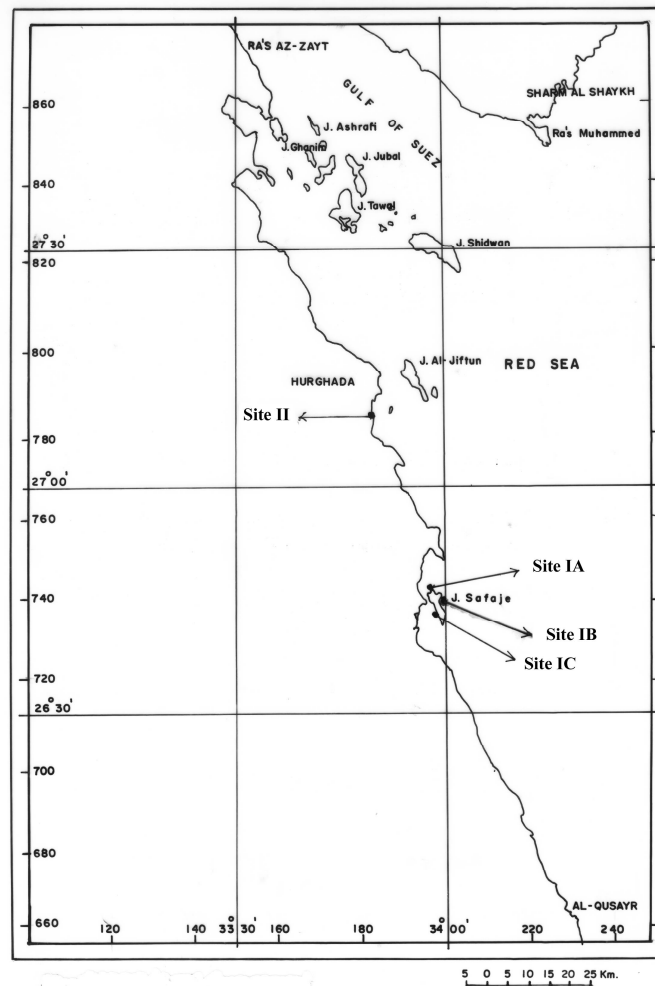 RA'S AZ-ZAYT
GULF OF SUEZ
SHARM AL SHAYKH
860
J. Ashrafi
Ra's Muhammed
J. Ghanim
J. Jubal
840
J. Tawal
27° 30'
J. Shidwan
820
800
J. Al-Jiftun
RED SEA
HURGHADA
Site II
780
27° 00'
760
Site IA
740
J. Safaje
Site IB
Site IC
720
26° 30'
700
680
AL-QUSAYR
660
120 140 33° 30' 160 180 34° 00' 220 240
5 0 5 10 15 20 25 Km.